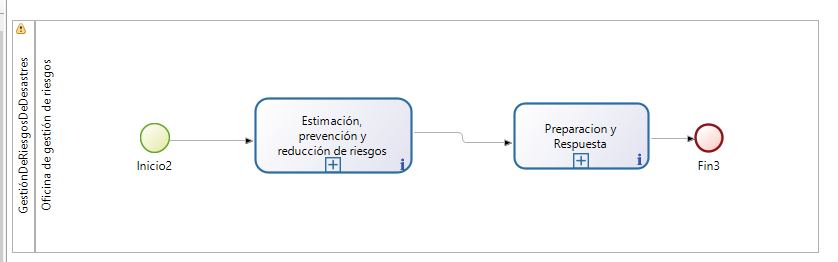 GestiónDeRiesgosDeDesastres
Oficina de gestión de riesgos
Inicio2
Estimación,
prevención y
reducción de riesgos
Preparacion y
Respuesta
Fin3